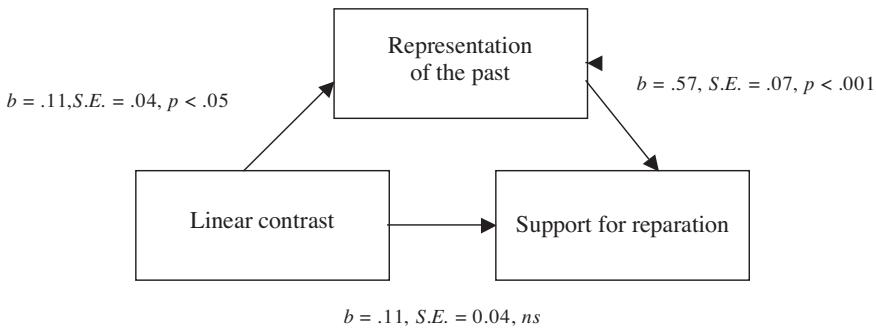 Representation
of the past
b = .11,S.E. = .04, p < .05
b = .57, S.E. = .07, p < .001
Linear contrast
Support for reparation
b = .11, S.E. = 0.04, ns